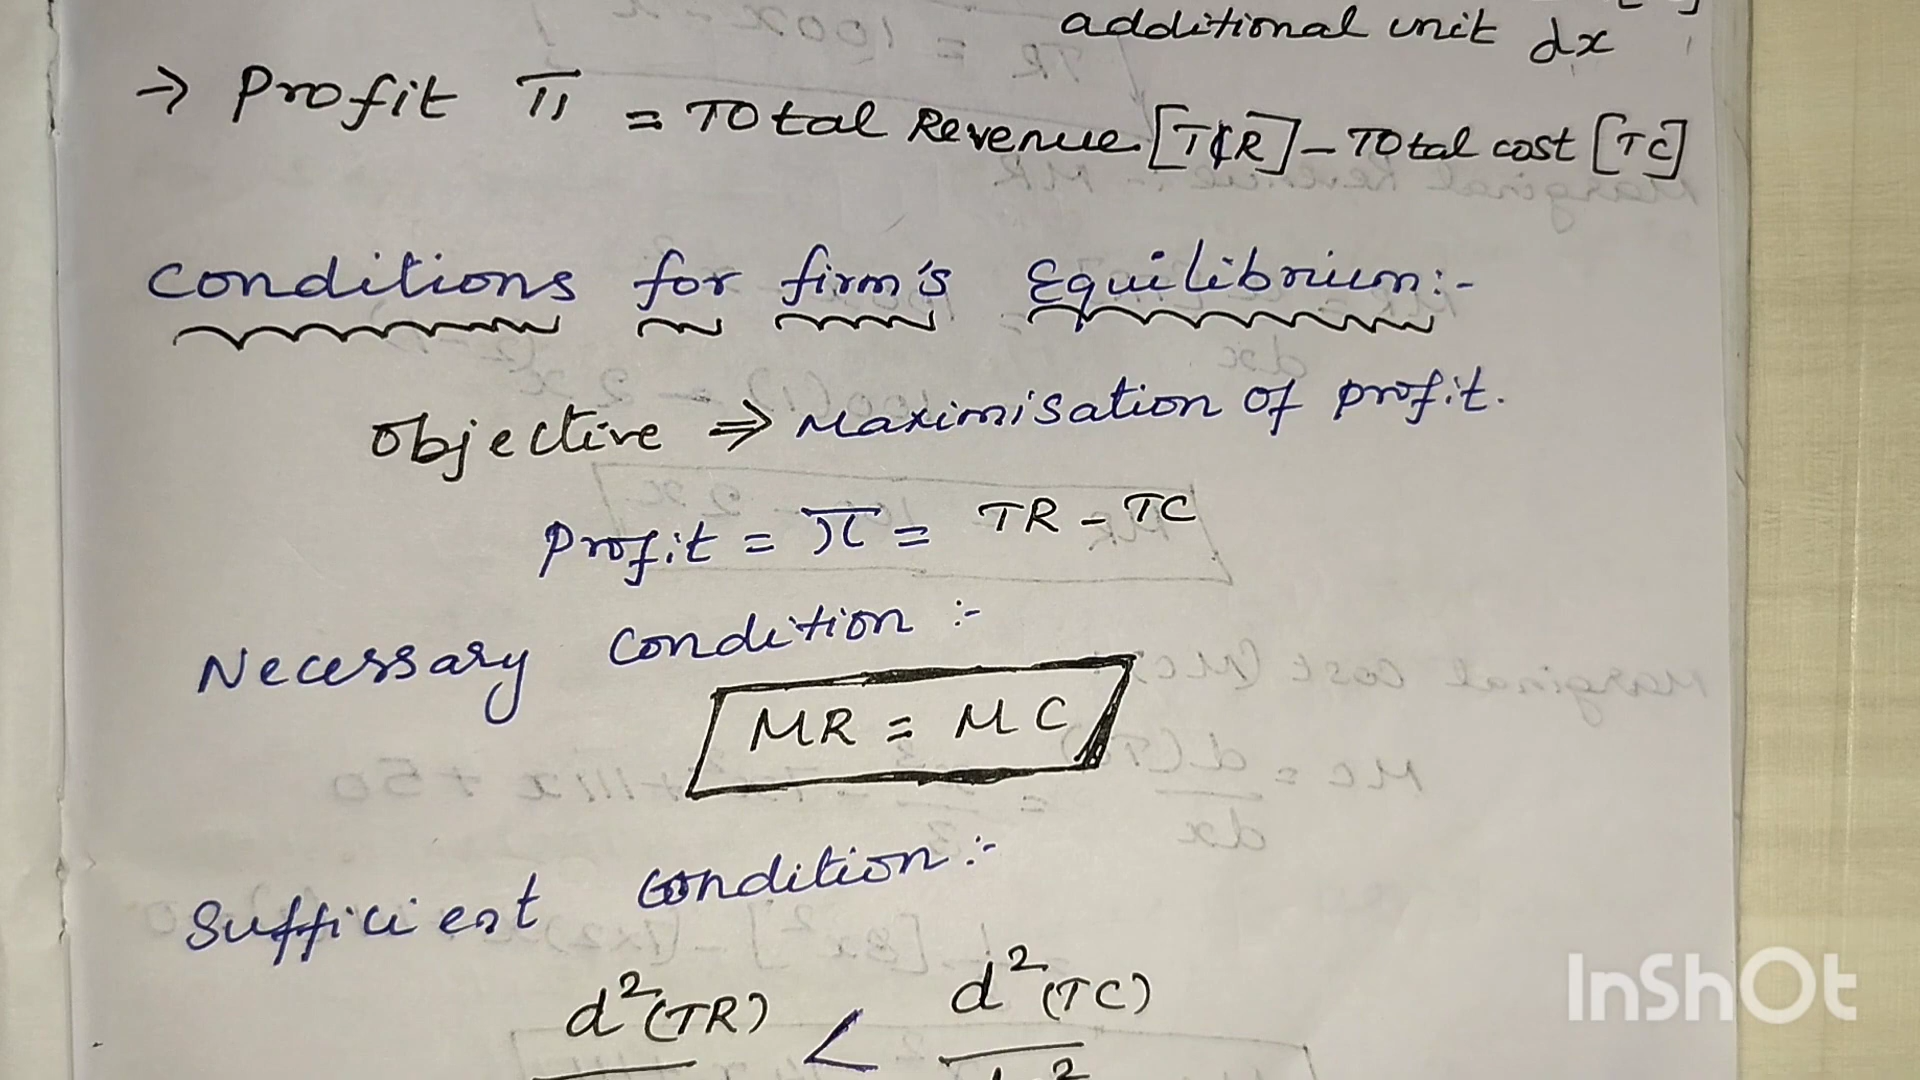 additional unit dx
→ Profit π = Total Revenue [TR] – Total cost [TC]
Conditions for firm's Equilibrium:-
Objective ⇒ Maximisation of profit.
Profit = π = TR – TC
Necessary Condition :-
MR = MC
Sufficient Condition :-
d²(TR) < d²(TC)
InShOt